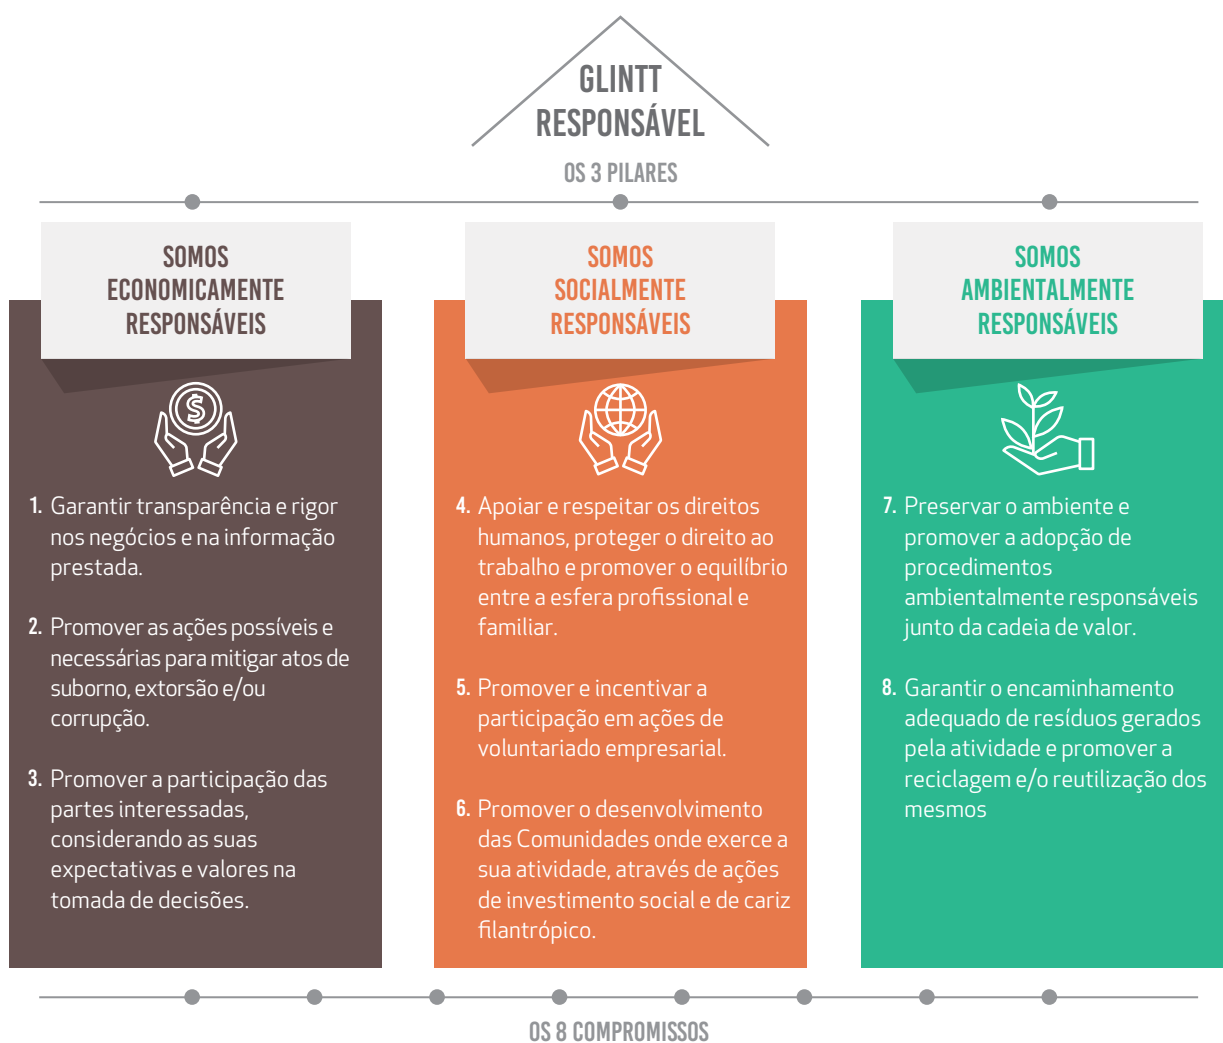 GLINTT
RESPONSÁVEL
OS 3 PILARES
SOMOS
ECONOMICAMENTE
RESPONSÁVEIS
1. Garantir transparência e rigor
nos negócios e na informação
prestada.
2. Promover as ações possíveis e
necessárias para mitigar atos de
suborno, extorsão e/ou
corrupção.
3. Promover a participação das
partes interessadas,
considerando as suas
expectativas e valores na
tomada de decisões.
SOMOS
SOCIALMENTE
RESPONSÁVEIS
4. Apoiar e respeitar os direitos
humanos, proteger o direito ao
trabalho e promover o equilíbrio
entre a esfera profissional e
familiar.
5. Promover e incentivar a
participação em ações de
voluntariado empresarial.
6. Promover o desenvolvimento
das Comunidades onde exerce a
sua atividade, através de ações
de investimento social e de cariz
filantrópico.
SOMOS
AMBIENTALMENTE
RESPONSÁVEIS
7. Preservar o ambiente e
promover a adopção de
procedimentos
ambientalmente responsáveis
junto da cadeia de valor.
8. Garantir o encaminhamento
adequado de resíduos gerados
pela atividade e promover a
reciclagem e/o reutilização dos
mesmos
OS 8 COMPROMISSOS